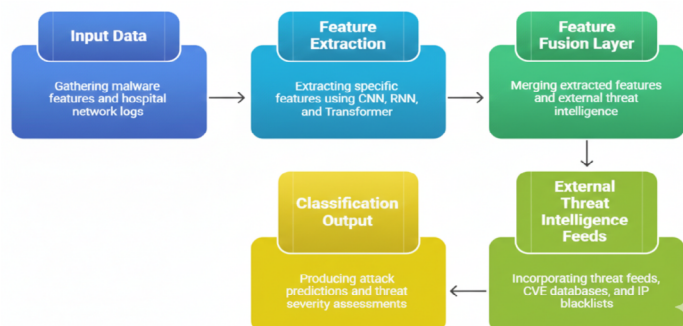 Input Data
Gathering malware
features and hospital
network logs
Feature
Extraction
Extracting specific
features using CNN, RNN,
and Transformer
Feature
Fusion Layer
Merging extracted features
and external threat
intelligence
External
Threat
Intelligence
Feeds
Incorporating threat feeds,
CVE databases, and IP
blacklists
Classification
Output
Producing attack
predictions and threat
severity assessments